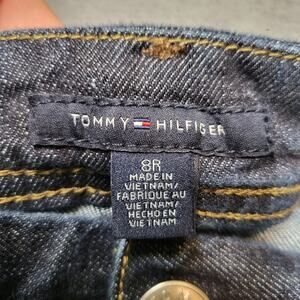 TOMMY HILFIGER
8R
MADE IN
VIETNAM/
FABRIQUE AU
VIETNAM/
HECHO EN
VIETNAM